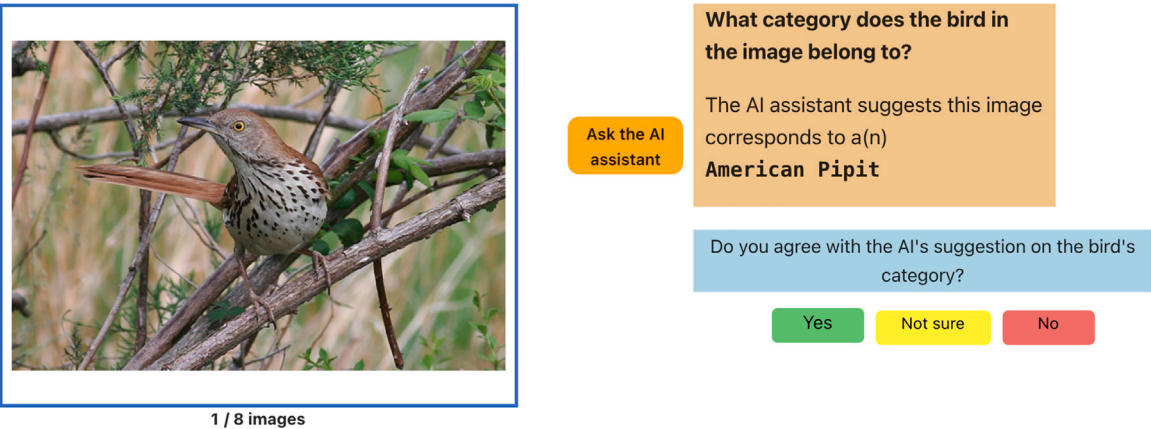 1 / 8 images
Ask the AI
assistant
What category does the bird in
the image belong to?
The AI assistant suggests this image
corresponds to a(n)
American Pipit
Do you agree with the AI's suggestion on the bird's
category?
Yes
Not sure
No